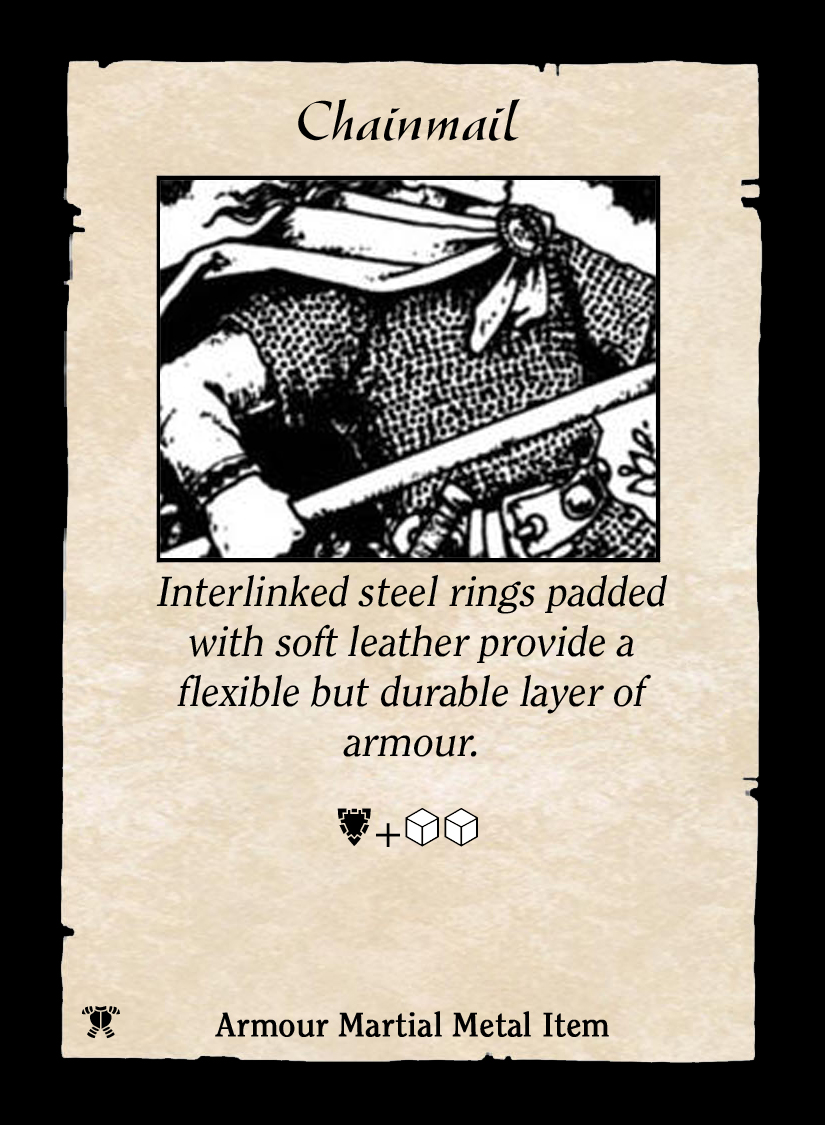 Chainmail
Interlinked steel rings padded
with soft leather provide a
flexible but durable layer of
armour.
+
Armour Martial Metal Item